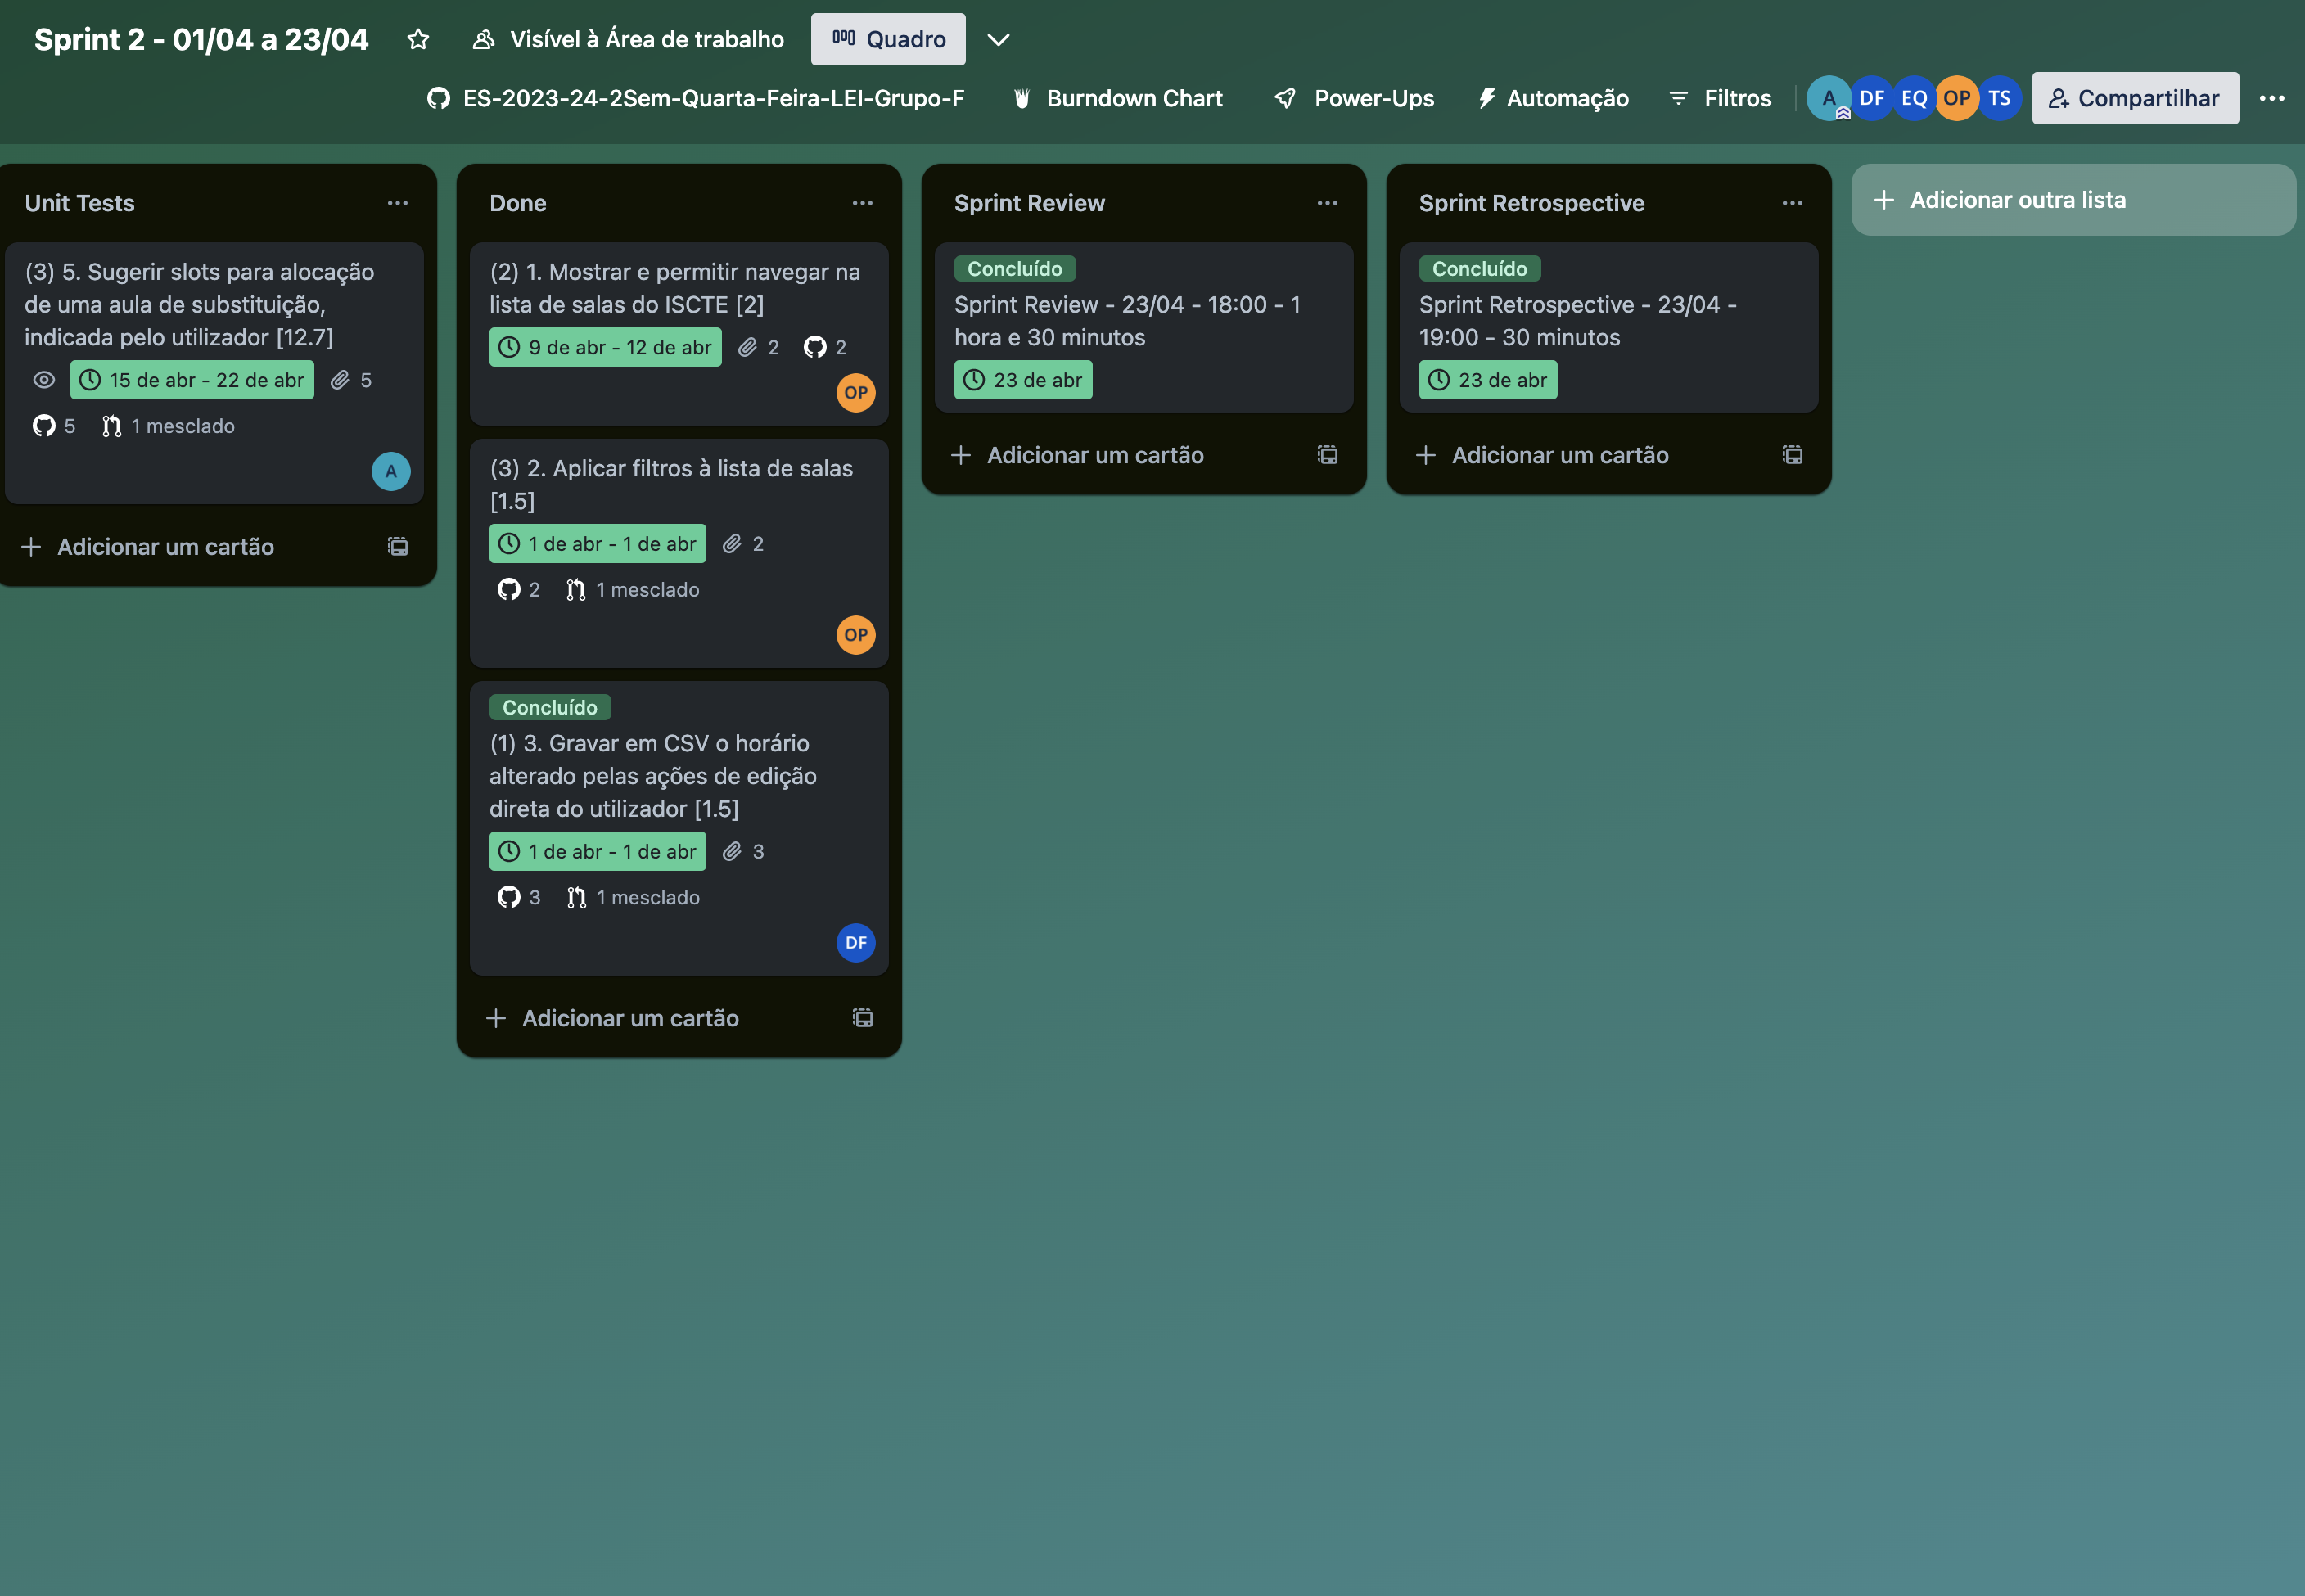 Sprint 2 - 01/04 a 23/04
Visível à Área de trabalho
Quadro
ES-2023-24-2Sem-Quarta-Feira-LEI-Grupo-F
Burndown Chart
Power-Ups
Automação
Filtros
A
DF
EQ
OP
TS
Compartilhar
Unit Tests
(3) 5. Sugerir slots para alocação
de uma aula de substituição,
indicada pelo utilizador [12.7]
15 de abr - 22 de abr
5
5
1 mesclado
A
Adicionar um cartão
Done
(2) 1. Mostrar e permitir navegar na
lista de salas do ISCTE [2]
9 de abr - 12 de abr
2
2
OP
(3) 2. Aplicar filtros à lista de salas
[1.5]
1 de abr - 1 de abr
2
2
1 mesclado
OP
Concluído
(1) 3. Gravar em CSV o horário
alterado pelas ações de edição
direta do utilizador [1.5]
1 de abr - 1 de abr
3
3
1 mesclado
DF
Adicionar um cartão
Sprint Review
Concluído
Sprint Review - 23/04 - 18:00 - 1
hora e 30 minutos
23 de abr
Adicionar um cartão
Sprint Retrospective
Concluído
Sprint Retrospective - 23/04 -
19:00 - 30 minutos
23 de abr
Adicionar um cartão
Adicionar outra lista